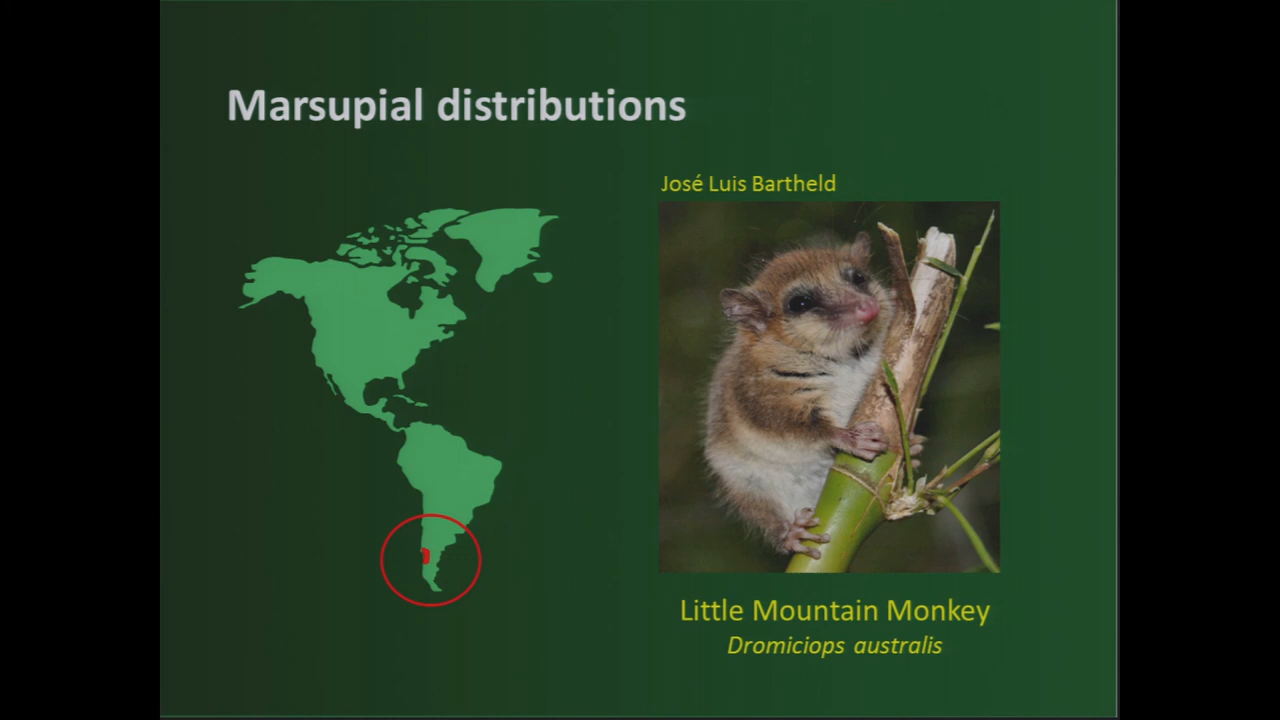 Marsupial distributions
José Luis Bartheld
Little Mountain Monkey
Dromiciops australis